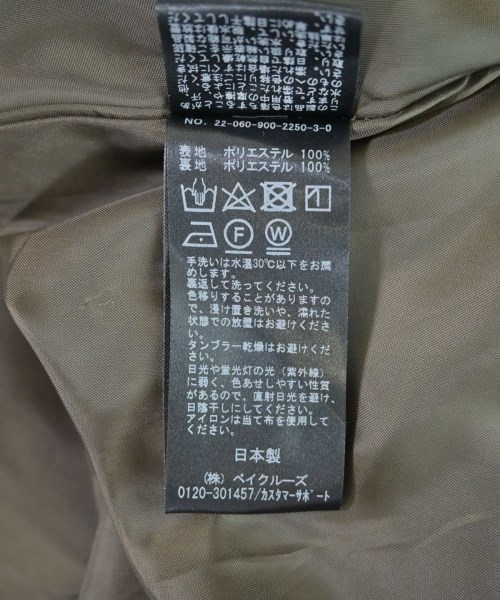 NO. 22-060-900-2250-3-0
表地 ポリエステル 100%
裏地 ポリエステル 100%
F W
手洗いは水温30℃以下をお薦
めします。
裏返して洗ってください。
色移りすることがありますの
で、浸け置き洗いや、濡れた
状態での放置はお避けくださ
い。
タンブラー乾燥はお避けくだ
さい。
日光や蛍光灯の光（紫外線）
に弱く、色あせしやすい性質
があるので、直射日光を避け、
日陰干しにしてください。
アイロンは当て布を使用して
ください。
日本製
（株）ベイクルーズ
0120-301457/カスタマーサポート